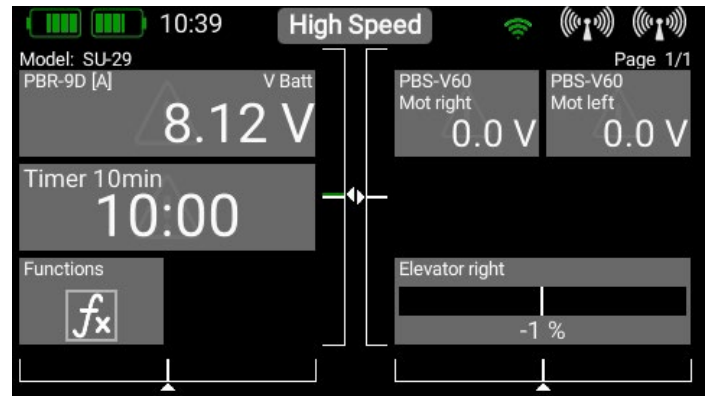 10:39 High Speed
Model: SU-29 Page 1/1
PBR-9D [A] V Batt
8.12 V
PBS-V60
Mot right
0.0 V
PBS-V60
Mot left
0.0 V
Timer 10min
10:00
Functions
fx
Elevator right
-1 %